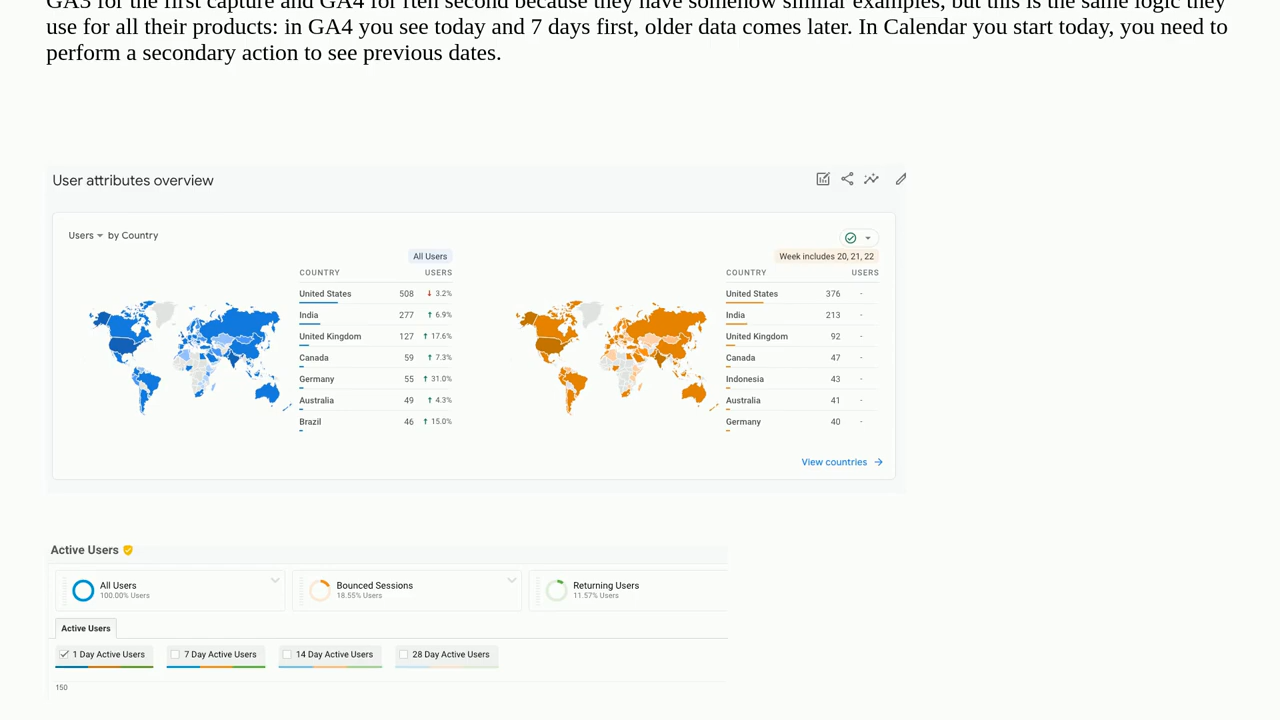 GA3 for the first capture and GA4 for ften second because they have somehow similar examples, but this is the same logic they
use for all their products: in GA4 you see today and 7 days first, older data comes later. In Calendar you start today, you need to
perform a secondary action to see previous dates.
User attributes overview
Users by Country
All Users
COUNTRY USERS
United States 508 ↓ 3.2%
India 277 ↑ 6.9%
United Kingdom 127 ↑ 17.6%
Canada 59 ↑ 7.3%
Germany 55 ↑ 31.0%
Australia 49 ↑ 4.3%
Brazil 46 ↑ 15.0%
Week includes 20, 21, 22
COUNTRY USERS
United States 376 -
India 213 -
United Kingdom 92 -
Canada 47 -
Indonesia 43 -
Australia 41 -
Germany 40 -
View countries →
Active Users
All Users
100.00% Users
Bounced Sessions
18.55% Users
Returning Users
11.57% Users
Active Users
1 Day Active Users 7 Day Active Users 14 Day Active Users 28 Day Active Users
150